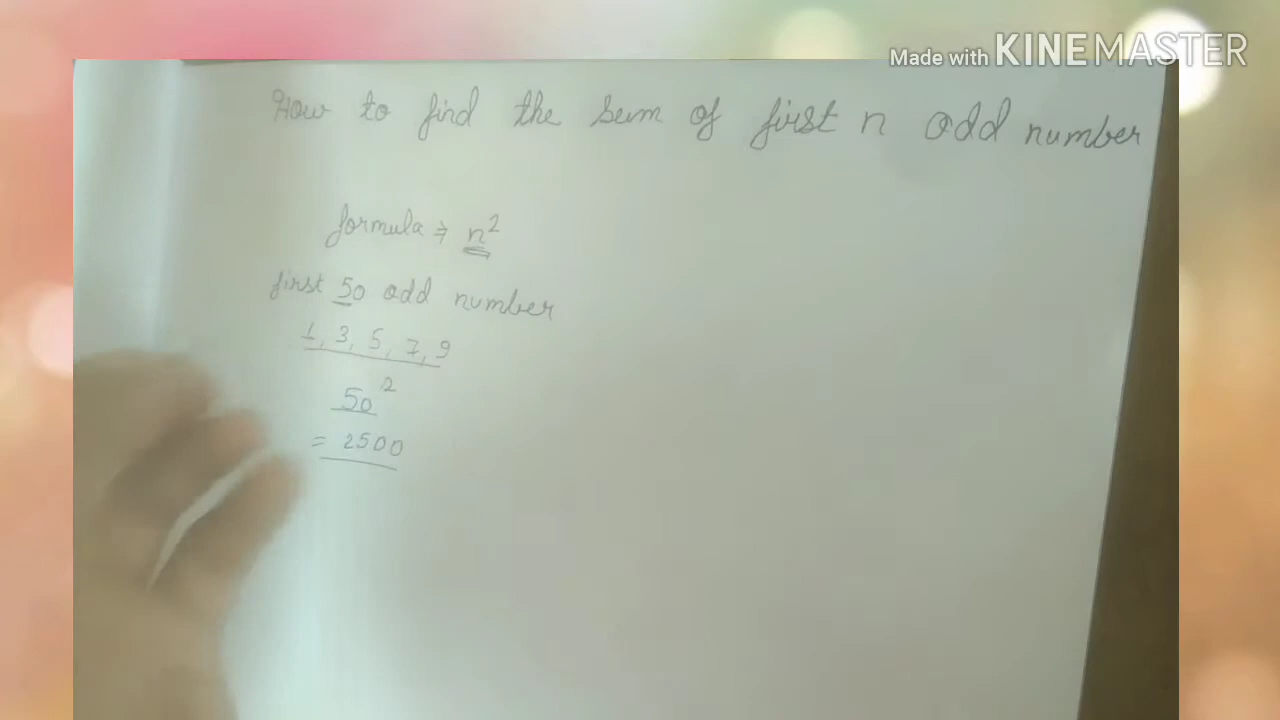 Made with KINEMASTER
How to find the sum of first n odd number
formula ⇒ n²
first 50 odd number
1, 3, 5, 7, 9
50²
= 2500